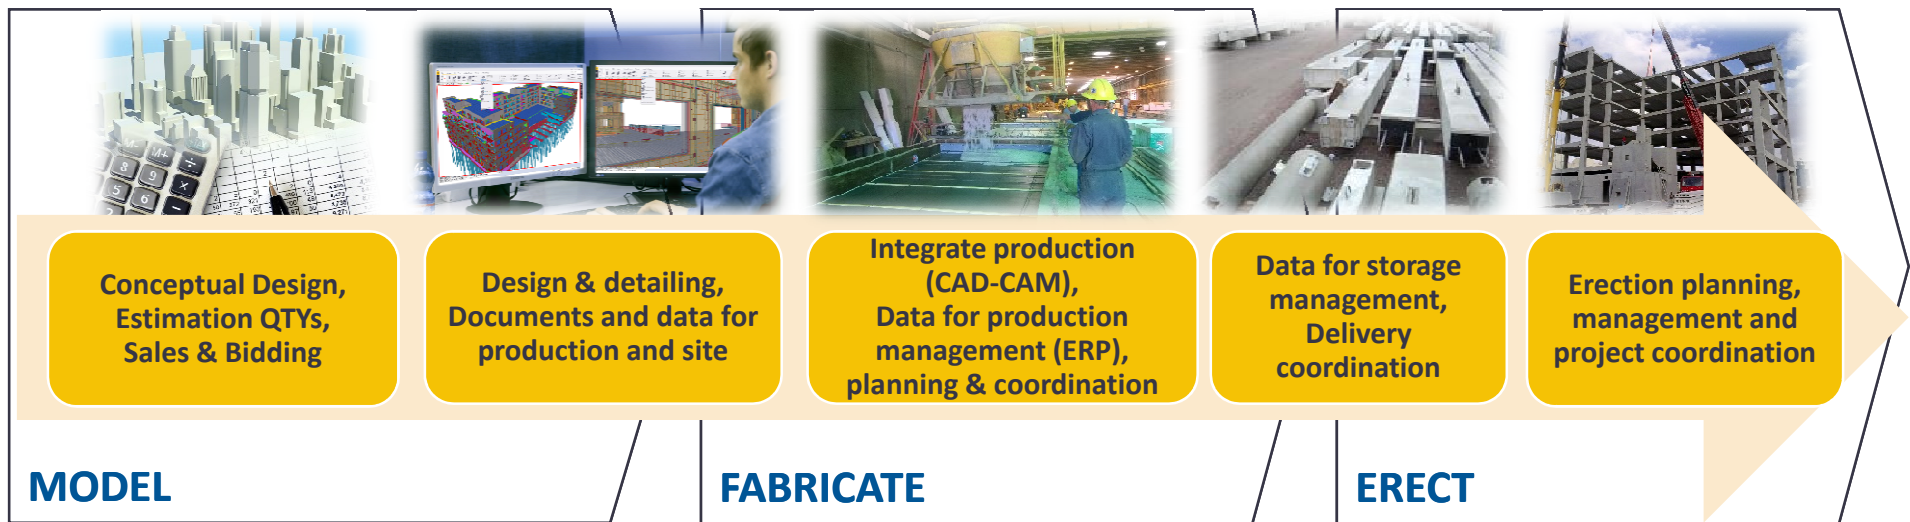 Conceptual Design,
Estimation QTYs,
Sales & Bidding
Design & detailing,
Documents and data for
production and site
Integrate production
(CAD-CAM),
Data for production
management (ERP),
planning & coordination
Data for storage
management,
Delivery
coordination
Erection planning,
management and
project coordination
MODEL
FABRICATE
ERECT